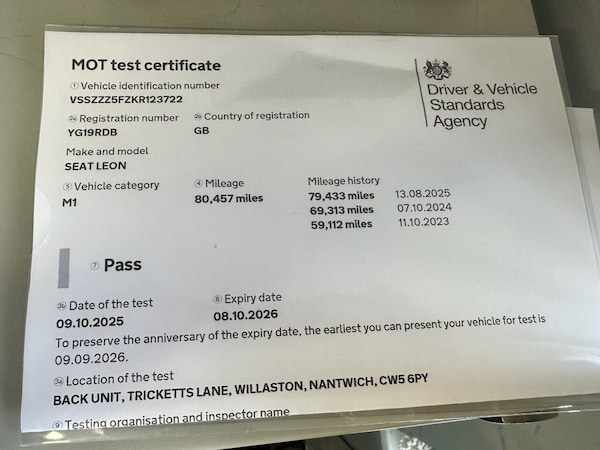 MOT test certificate
① Vehicle identification number
VSSZZZ5FZKR123722
②a Registration number
YG19RDB
②b Country of registration
GB
Make and model
SEAT LEON
⑤ Vehicle category
M1
④ Mileage
80,457 miles
Mileage history
79,433 miles 13.08.2025
69,313 miles 07.10.2024
59,112 miles 11.10.2023
Driver & Vehicle
Standards
Agency
⑦ Pass
③b Date of the test
09.10.2025
⑧ Expiry date
08.10.2026
To preserve the anniversary of the expiry date, the earliest you can present your vehicle for test is
09.09.2026.
③a Location of the test
BACK UNIT, TRICKETTS LANE, WILLASTON, NANTWICH, CW5 6PY
⑨ Testing organisation and inspector name